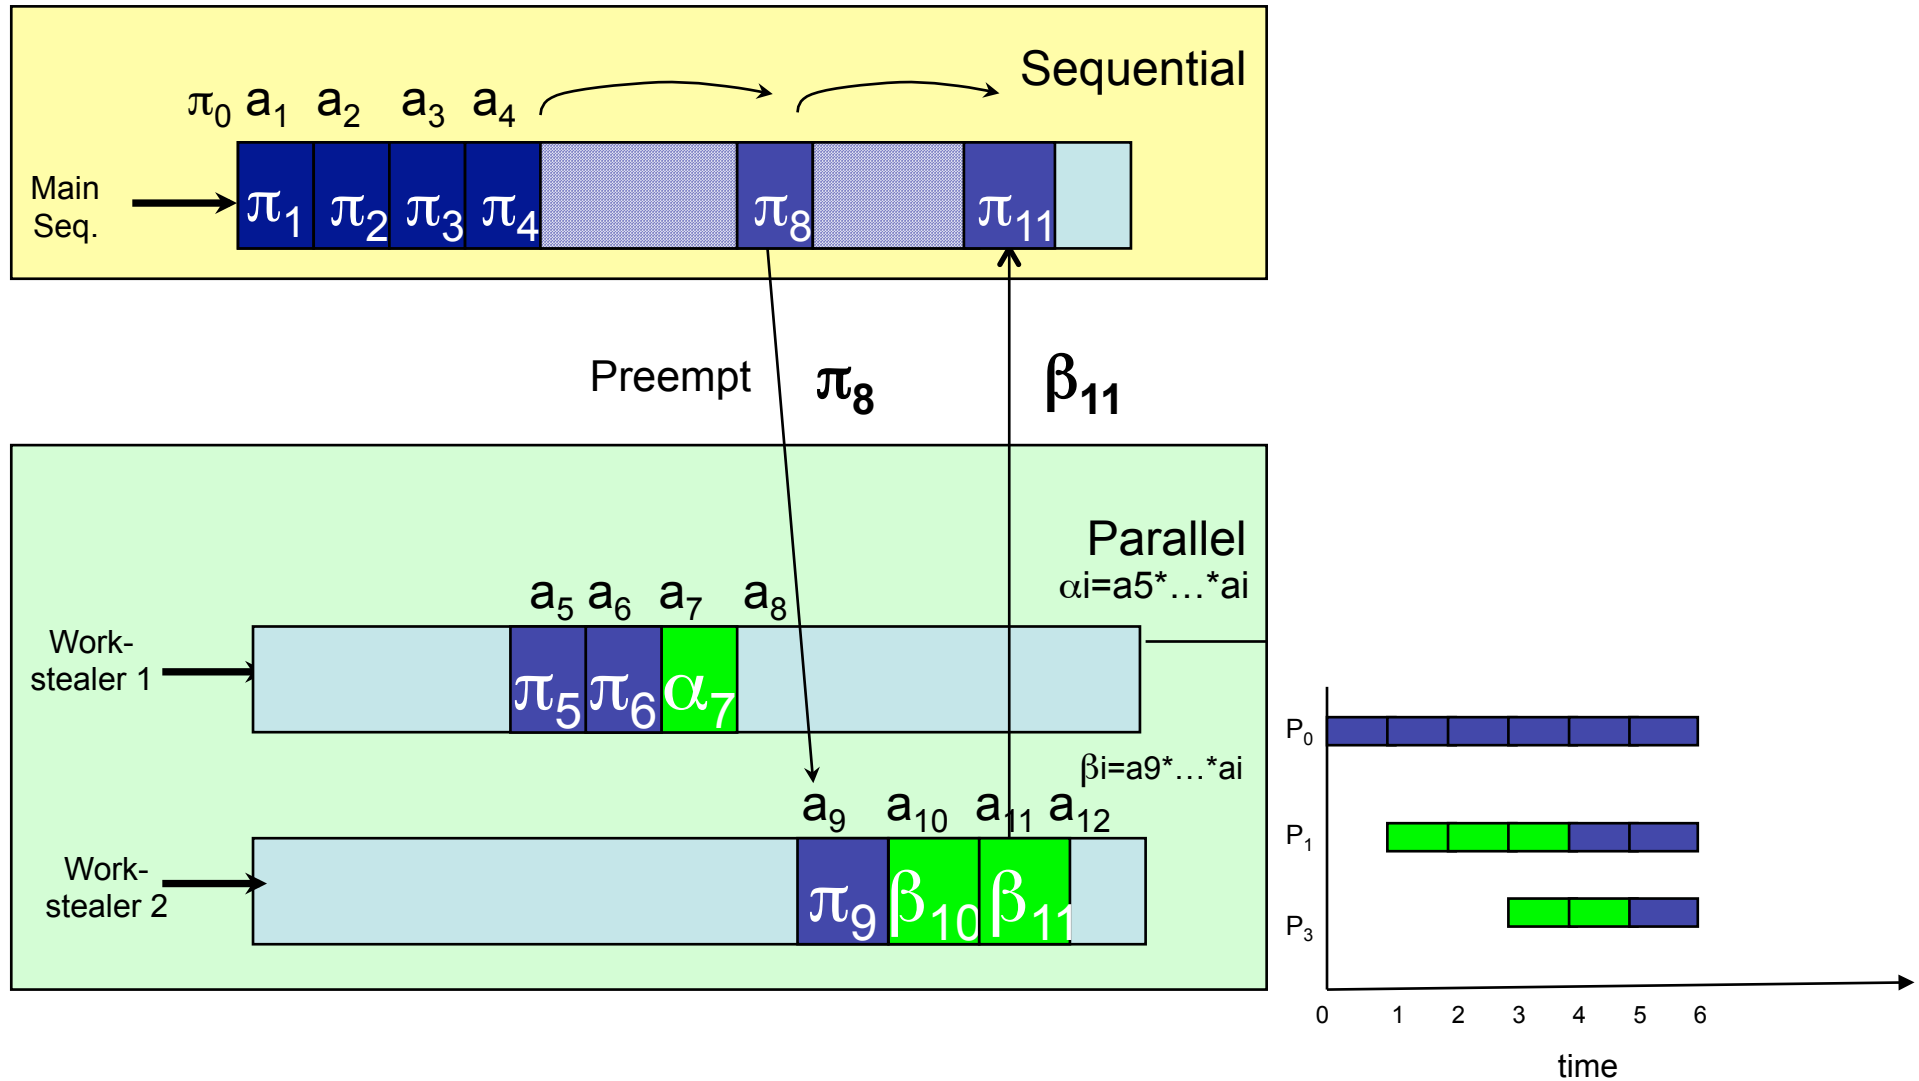 Sequential
π0 a1 a2 a3 a4
Main
Seq.
π1 π2 π3 π4 π8 π11
Preempt π8 β11
Parallel
αi=a5*…*ai
a5 a6 a7 a8
Work-
stealer 1
π5 π6 α7
βi=a9*…*ai
a9 a10 a11 a12
Work-
stealer 2
π9 β10 β11
P0
P1
P3
0 1 2 3 4 5 6
time